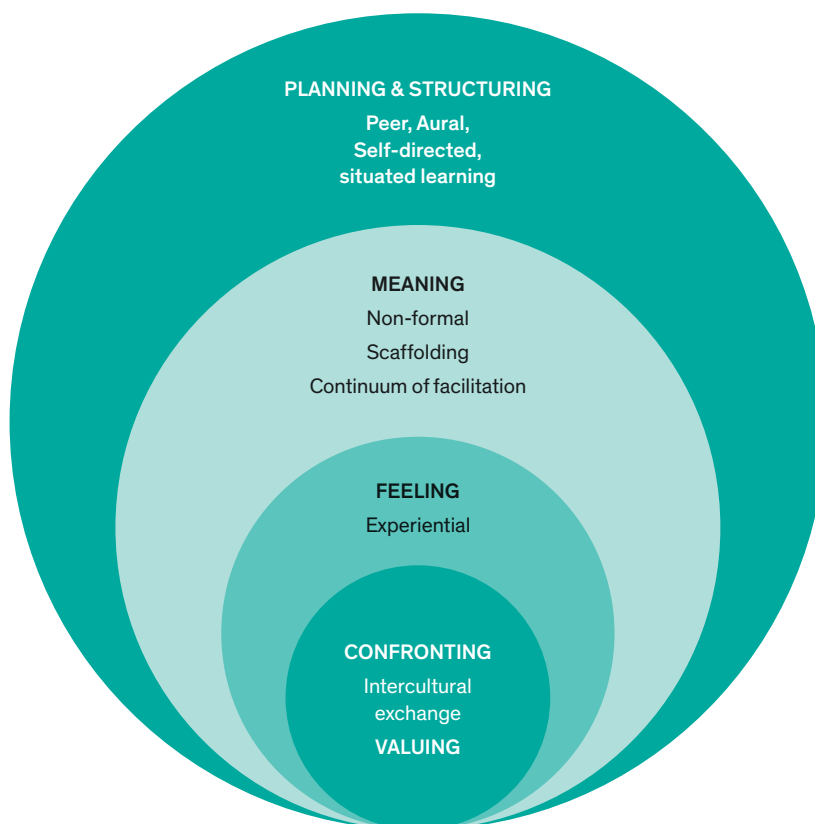 PLANNING & STRUCTURING
Peer, Aural,
Self-directed,
situated learning
MEANING
Non-formal
Scaffolding
Continuum of facilitation
FEELING
Experiential
CONFRONTING
Intercultural
exchange
VALUING